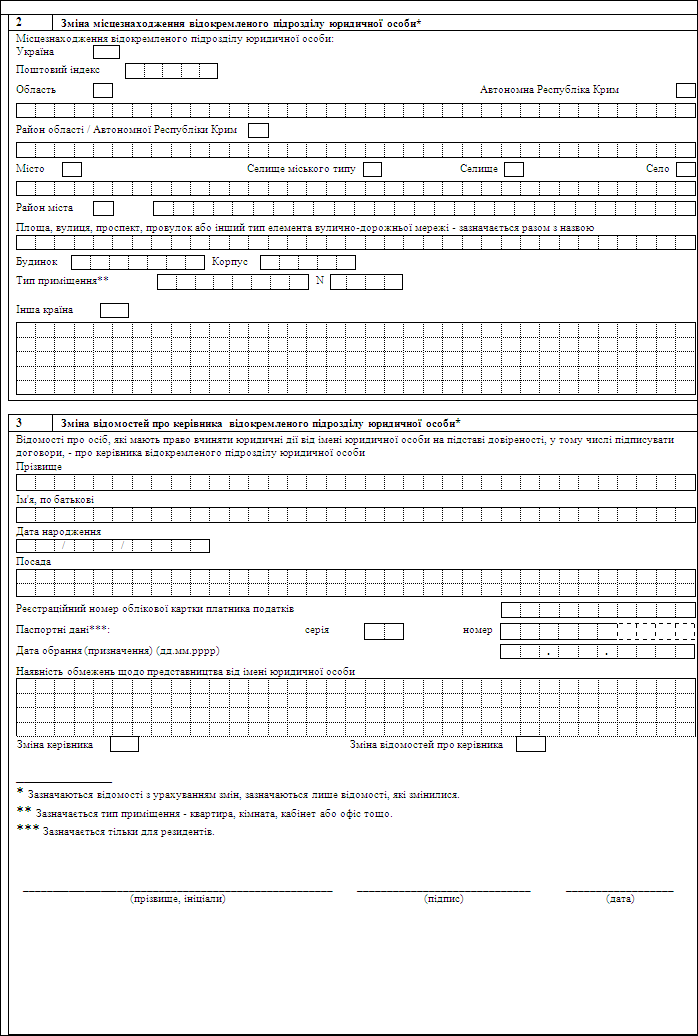 2 Зміна місцезнаходження відокремленого підрозділу юридичної особи*
Місцезнаходження відокремленого підрозділу юридичної особи:
Україна
Поштовий індекс
Область Автономна Республіка Крим
Район області / Автономної Республіки Крим
Місто Селище міського типу Селище Село
Район міста
Площа, вулиця, проспект, провулок або інший тип елемента вулично-дорожньої мережі - зазначається разом з назвою
Будинок Корпус
Тип приміщення** N
Інша країна
3 Зміна відомостей про керівника відокремленого підрозділу юридичної особи*
Відомості про осіб, які мають право вчиняти юридичні дії від імені юридичної особи на підставі довіреності, у тому числі підписувати
договори, - про керівника відокремленого підрозділу юридичної особи
Прізвище
Ім'я, по батькові
Дата народження
/ /
Посада
Реєстраційний номер облікової картки платника податків
Паспортні дані***: серія номер
Дата обрання (призначення) (дд.мм.рррр) . .
Наявність обмежень щодо представництва від імені юридичної особи
Зміна керівника Зміна відомостей про керівника
* Зазначаються відомості з урахуванням змін, зазначаються лише відомості, які змінилися.
** Зазначається тип приміщення - квартира, кімната, кабінет або офіс тощо.
*** Зазначається тільки для резидентів.
(прізвище, ініціали) (підпис) (дата)